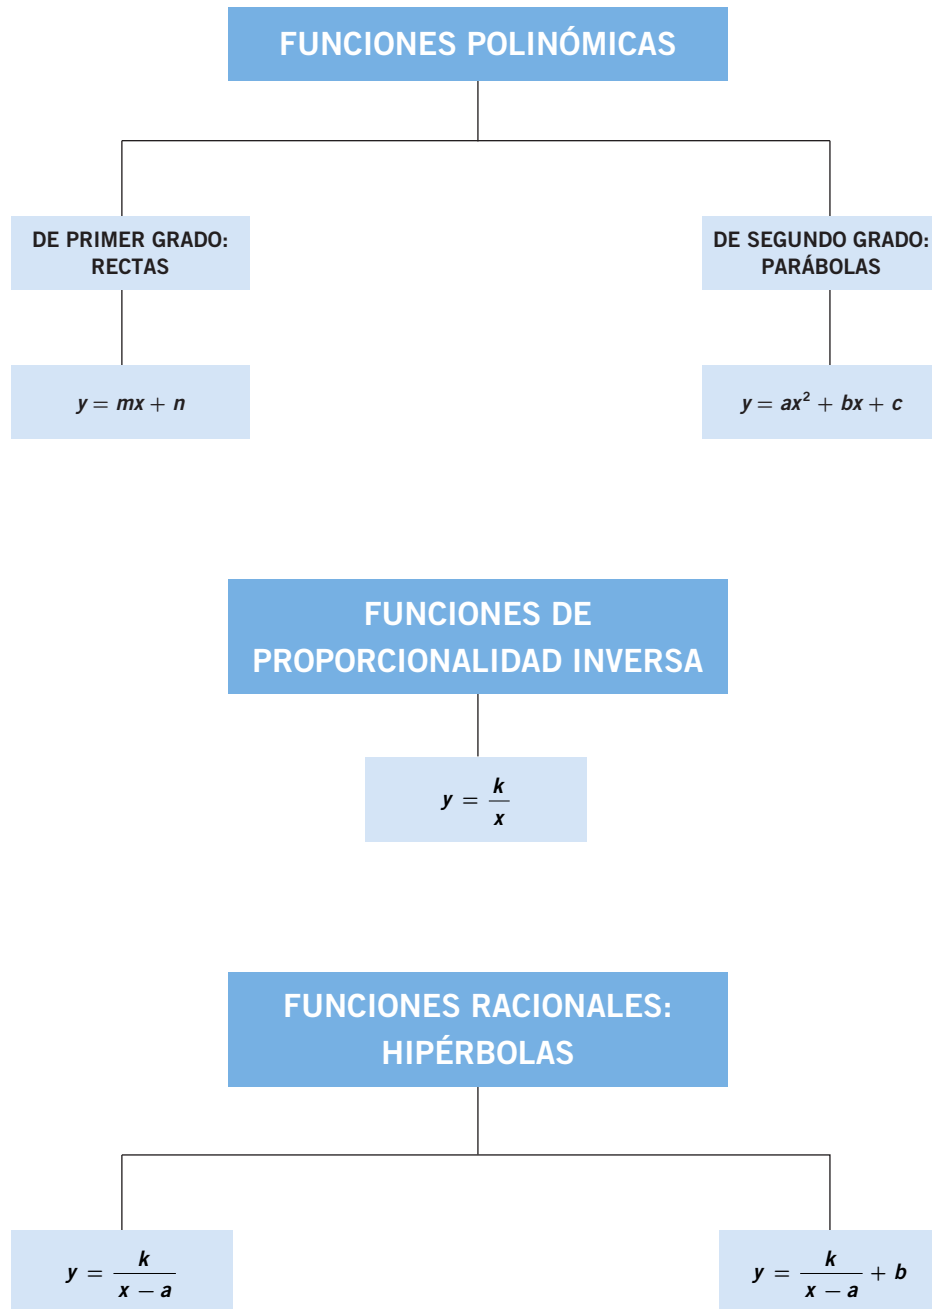 FUNCIONES POLINÓMICAS
DE PRIMER GRADO:
RECTAS
DE SEGUNDO GRADO:
PARÁBOLAS
y = mx + n
y = ax² + bx + c
FUNCIONES DE
PROPORCIONALIDAD INVERSA
y = k/x
FUNCIONES RACIONALES:
HIPÉRBOLAS
y = k/(x − a)
y = k/(x − a) + b